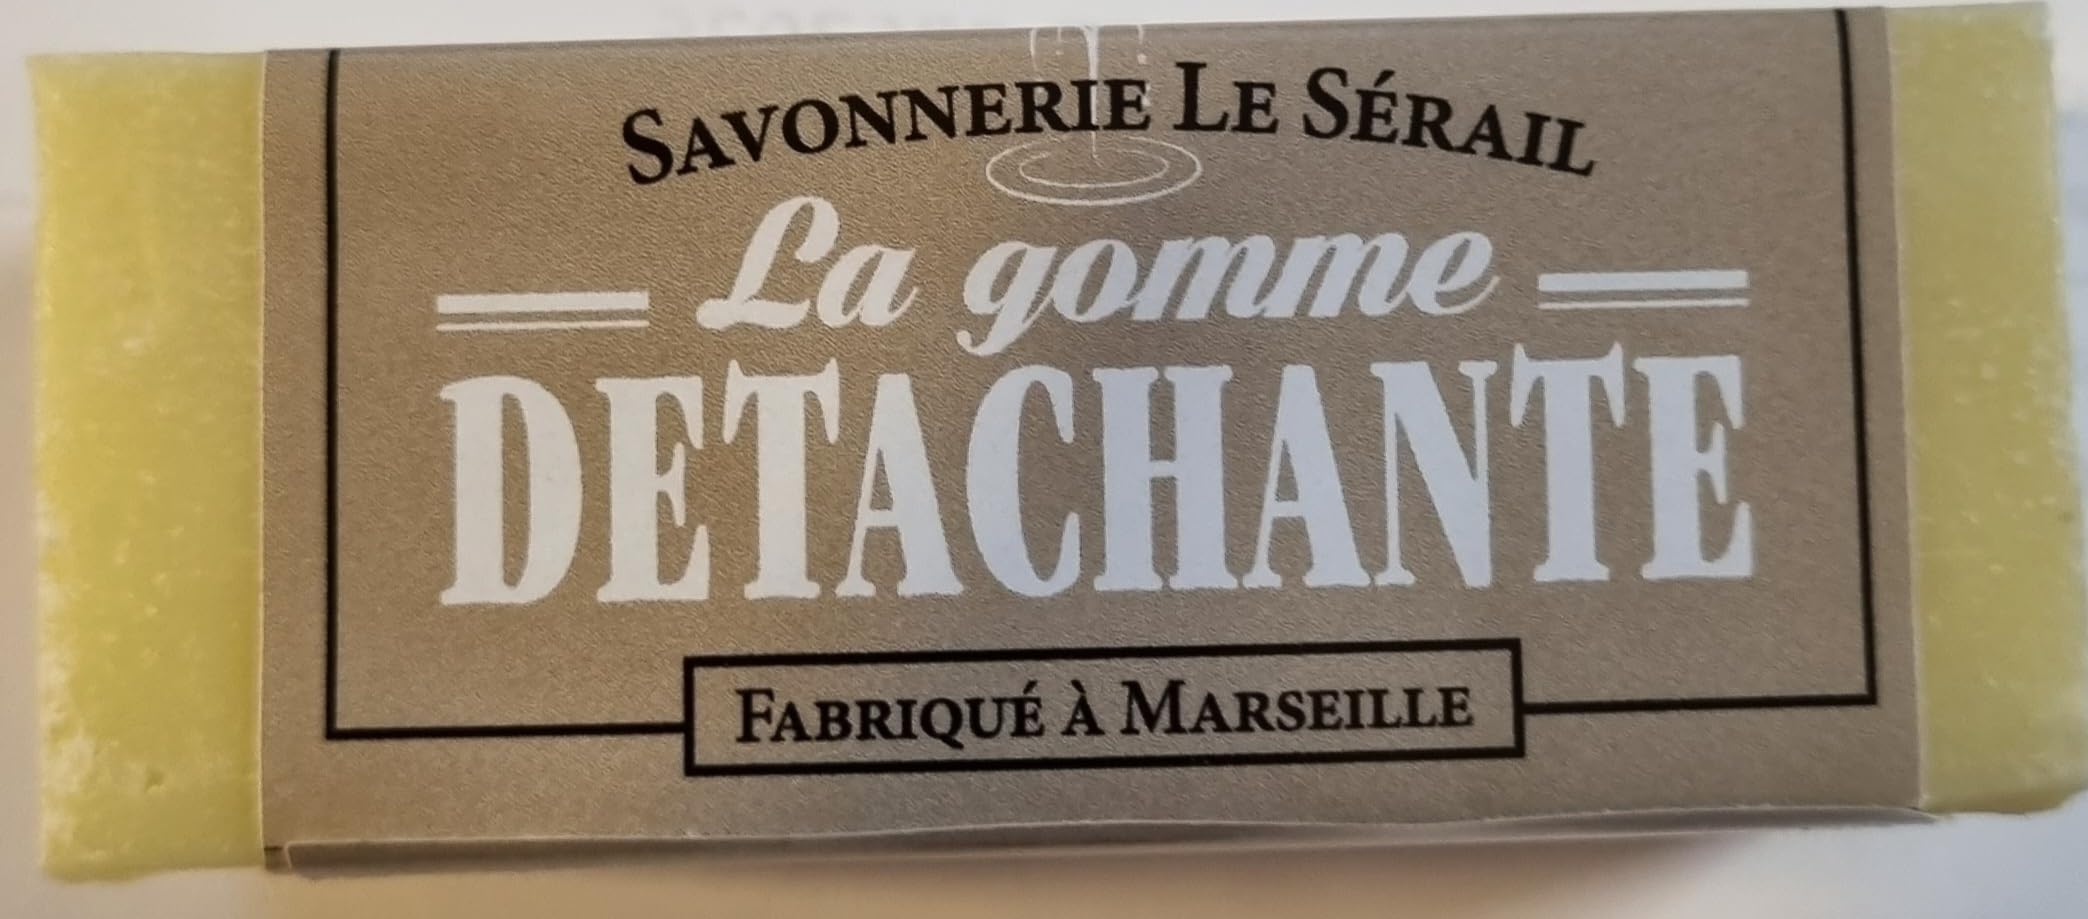 SAVONNERIE LE SÉRAIL
La gomme
DETACHANTE
FABRIQUÉ À MARSEILLE